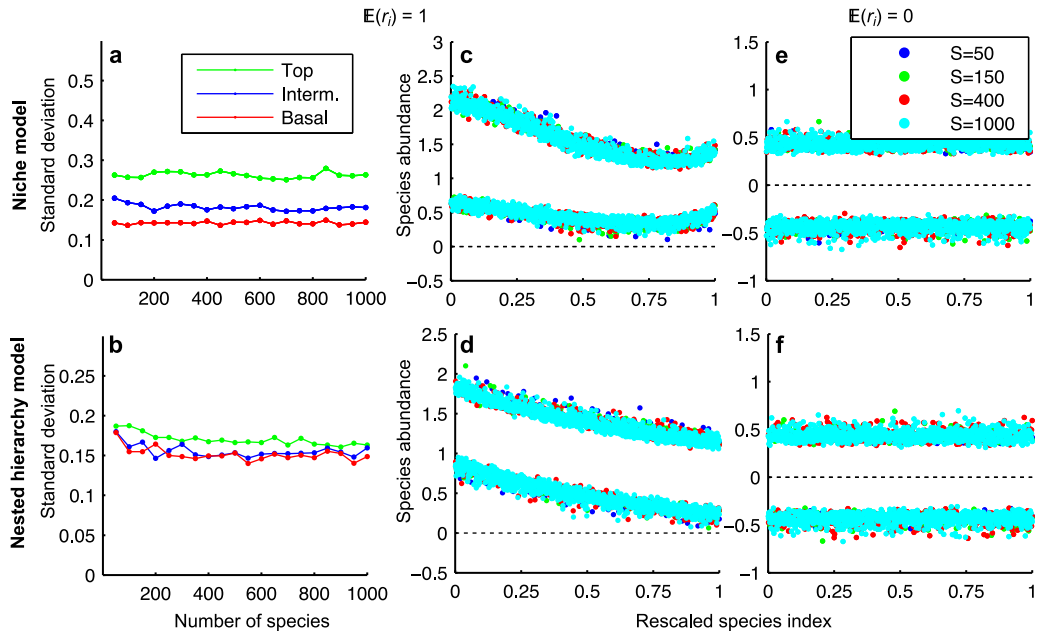 𝔼(rᵢ) = 1
𝔼(rᵢ) = 0
Niche model
a
Standard deviation
0.5
0.4
0.3
0.2
0.1
0
200 400 600 800 1000
Top
Interm.
Basal
c
Species abundance
3
2.5
2
1.5
1
0.5
0
−0.5
0 0.25 0.5 0.75 1
e
1.5
1
0.5
0
−0.5
−1
0 0.25 0.5 0.75 1
S=50
S=150
S=400
S=1000
Nested hierarchy model
b
Standard deviation
0.25
0.2
0.15
0.1
0.05
0
200 400 600 800 1000
Number of species
d
Species abundance
2.5
2
1.5
1
0.5
0
−0.5
0 0.25 0.5 0.75 1
f
1.5
1
0.5
0
−0.5
−1
0 0.25 0.5 0.75 1
Rescaled species index